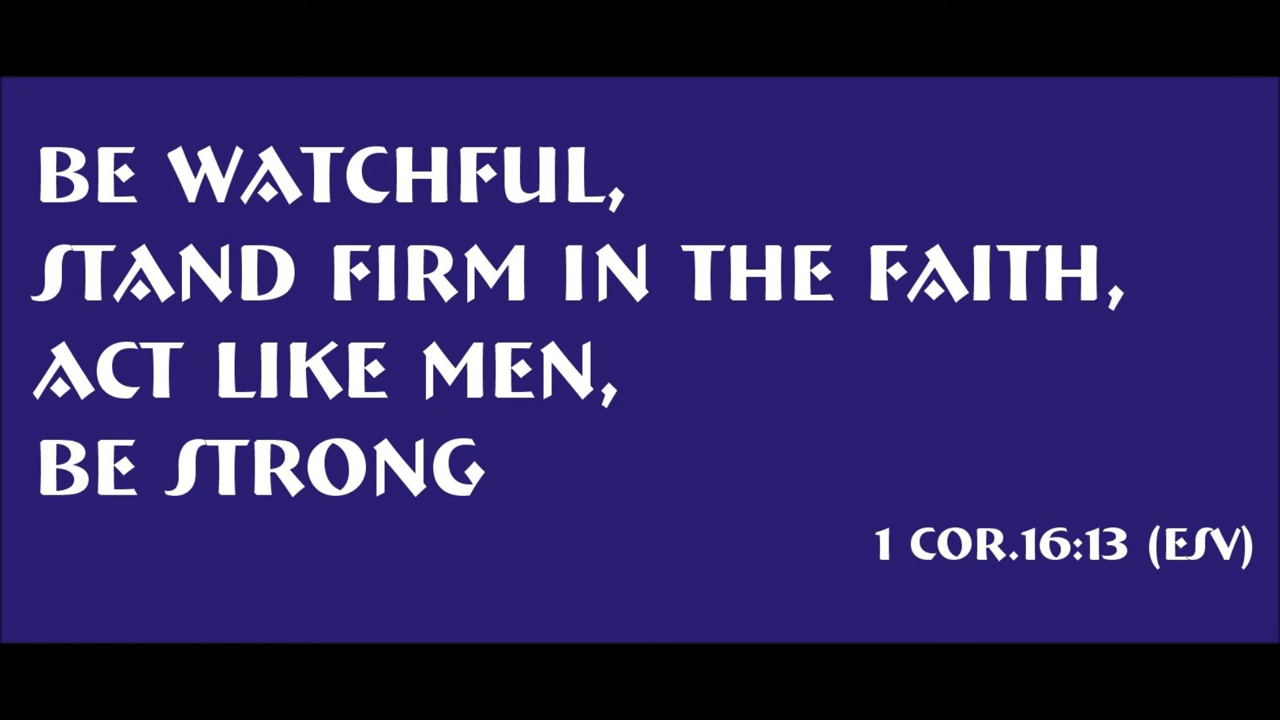 BE WATCHFUL,
STAND FIRM IN THE FAITH,
ACT LIKE MEN,
BE STRONG
1 COR.16:13 (ESV)